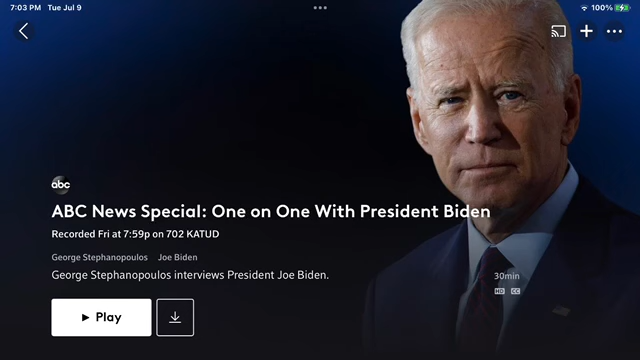 7:03 PM Tue Jul 9
100%
abc
ABC News Special: One on One With President Biden
Recorded Fri at 7:59p on 702 KATUD
George Stephanopoulos Joe Biden
George Stephanopoulos interviews President Joe Biden.
30min
HD CC
Play